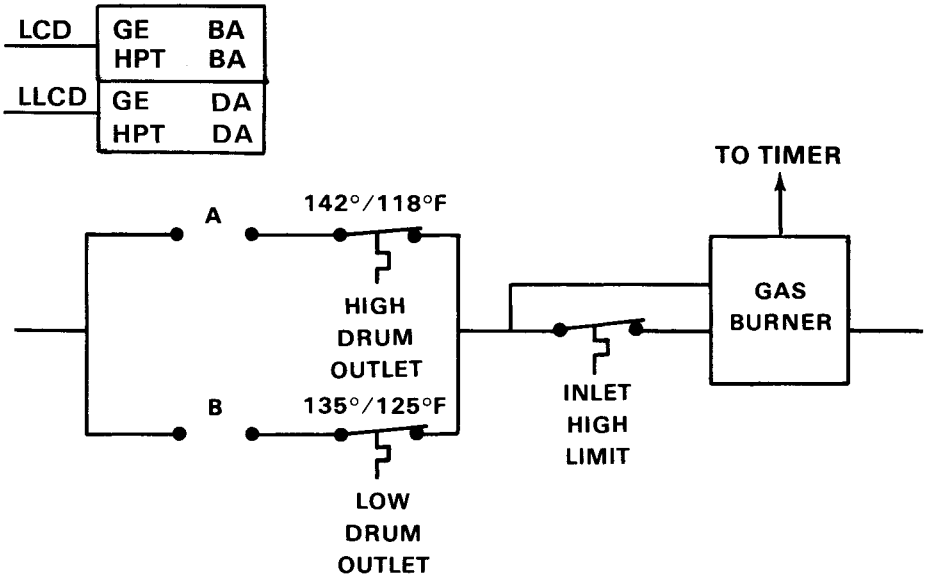 LCD GE BA
HPT BA
LLCD GE DA
HPT DA
TO TIMER
A 142°/118°F
HIGH
DRUM
OUTLET
GAS
BURNER
B 135°/125°F
INLET
HIGH
LIMIT
LOW
DRUM
OUTLET